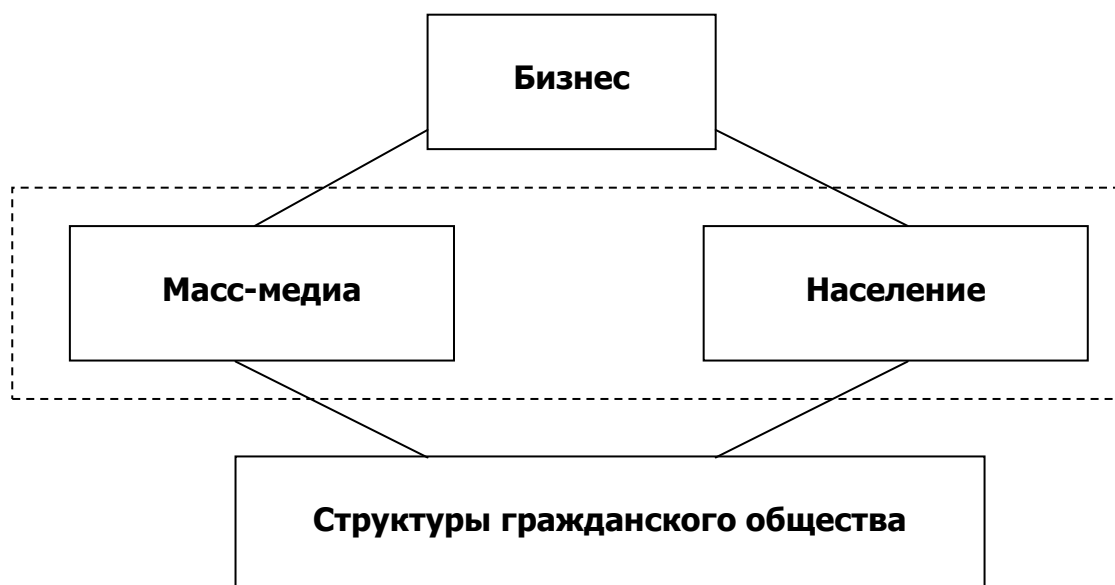 Бизнес
Масс-медиа
Население
Структуры гражданского общества